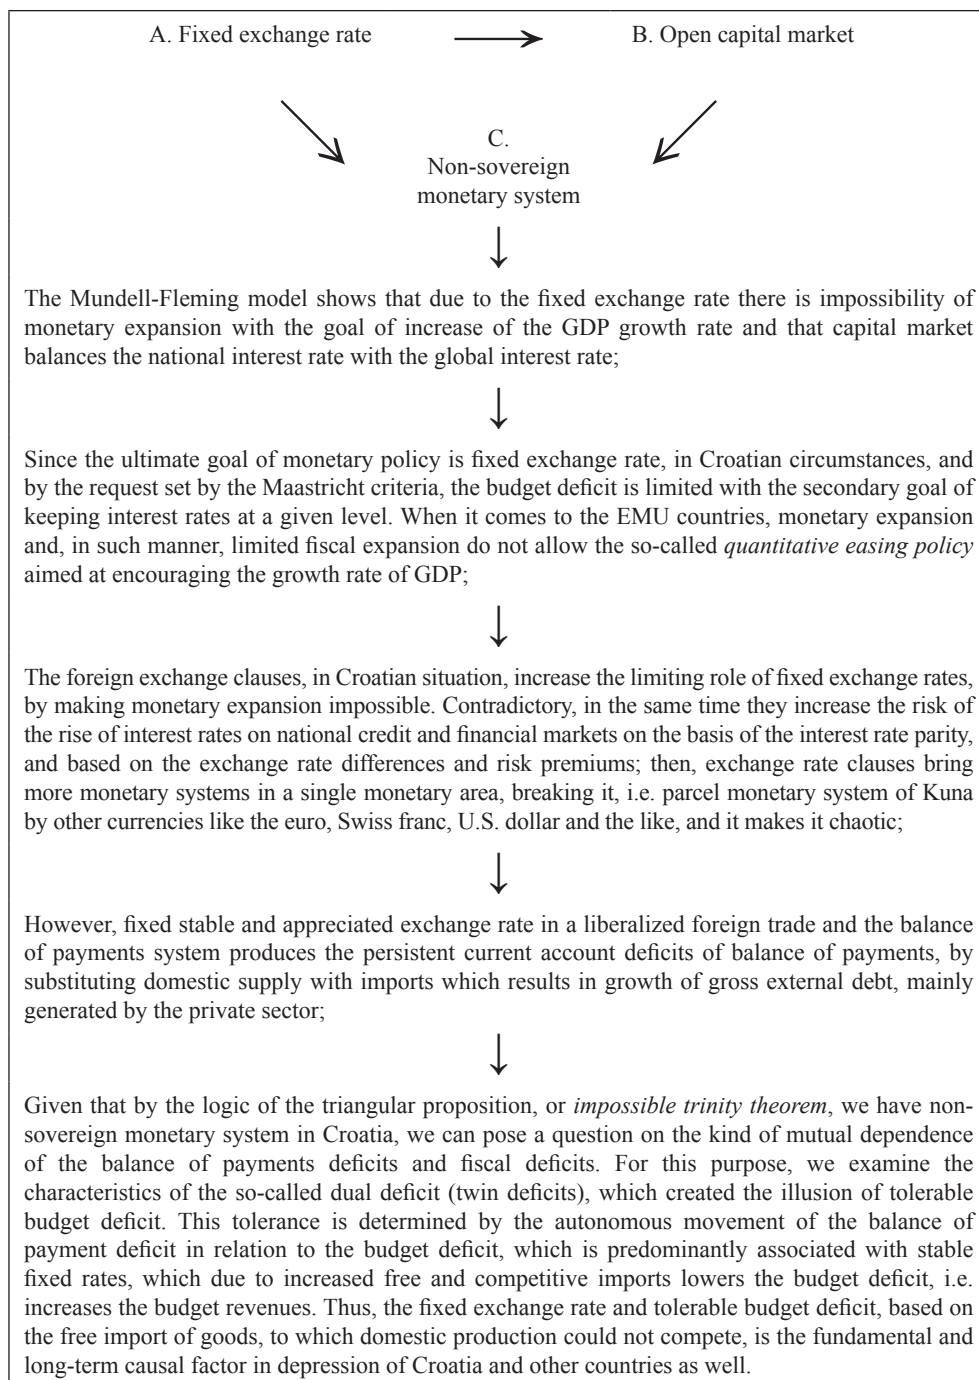 A. Fixed exchange rate
B. Open capital market
C.
Non-sovereign
monetary system
The Mundell-Fleming model shows that due to the fixed exchange rate there is impossibility of
monetary expansion with the goal of increase of the GDP growth rate and that capital market
balances the national interest rate with the global interest rate;
Since the ultimate goal of monetary policy is fixed exchange rate, in Croatian circumstances, and
by the request set by the Maastricht criteria, the budget deficit is limited with the secondary goal of
keeping interest rates at a given level. When it comes to the EMU countries, monetary expansion
and, in such manner, limited fiscal expansion do not allow the so-called quantitative easing policy
aimed at encouraging the growth rate of GDP;
The foreign exchange clauses, in Croatian situation, increase the limiting role of fixed exchange rates,
by making monetary expansion impossible. Contradictory, in the same time they increase the risk of
the rise of interest rates on national credit and financial markets on the basis of the interest rate parity,
and based on the exchange rate differences and risk premiums; then, exchange rate clauses bring
more monetary systems in a single monetary area, breaking it, i.e. parcel monetary system of Kuna
by other currencies like the euro, Swiss franc, U.S. dollar and the like, and it makes it chaotic;
However, fixed stable and appreciated exchange rate in a liberalized foreign trade and the balance
of payments system produces the persistent current account deficits of balance of payments, by
substituting domestic supply with imports which results in growth of gross external debt, mainly
generated by the private sector;
Given that by the logic of the triangular proposition, or impossible trinity theorem, we have non-
sovereign monetary system in Croatia, we can pose a question on the kind of mutual dependence
of the balance of payments deficits and fiscal deficits. For this purpose, we examine the
characteristics of the so-called dual deficit (twin deficits), which created the illusion of tolerable
budget deficit. This tolerance is determined by the autonomous movement of the balance of
payment deficit in relation to the budget deficit, which is predominantly associated with stable
fixed rates, which due to increased free and competitive imports lowers the budget deficit, i.e.
increases the budget revenues. Thus, the fixed exchange rate and tolerable budget deficit, based on
the free import of goods, to which domestic production could not compete, is the fundamental and
long-term causal factor in depression of Croatia and other countries as well.